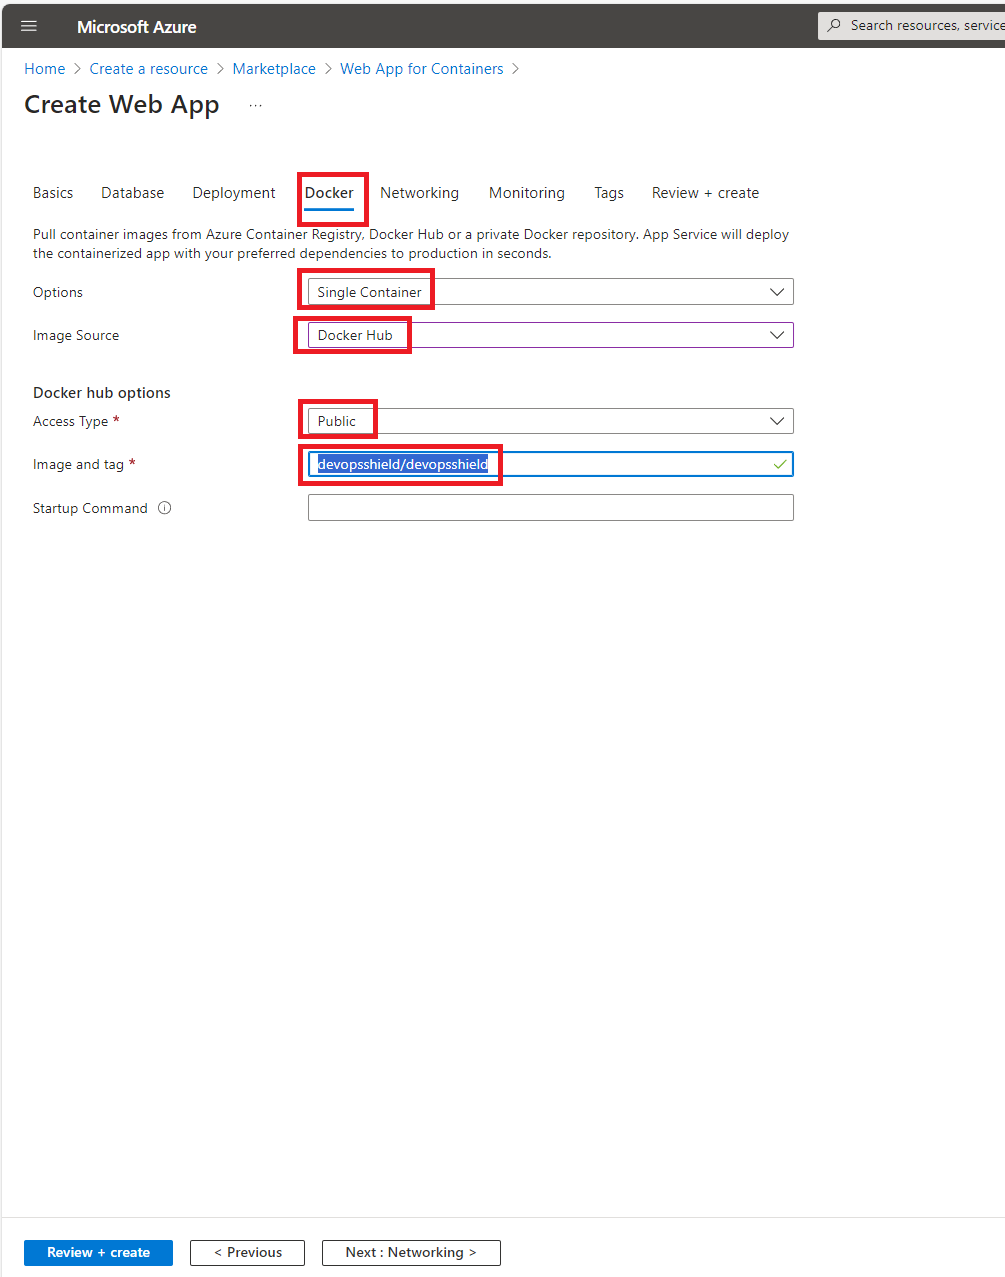 Microsoft Azure
Search resources, service
Home > Create a resource > Marketplace > Web App for Containers >
Create Web App ...
Basics Database Deployment Docker Networking Monitoring Tags Review + create
Pull container images from Azure Container Registry, Docker Hub or a private Docker repository. App Service will deploy
the containerized app with your preferred dependencies to production in seconds.
Options Single Container
Image Source Docker Hub
Docker hub options
Access Type * Public
Image and tag * devopsshield/devopsshield
Startup Command
Review + create < Previous Next : Networking >